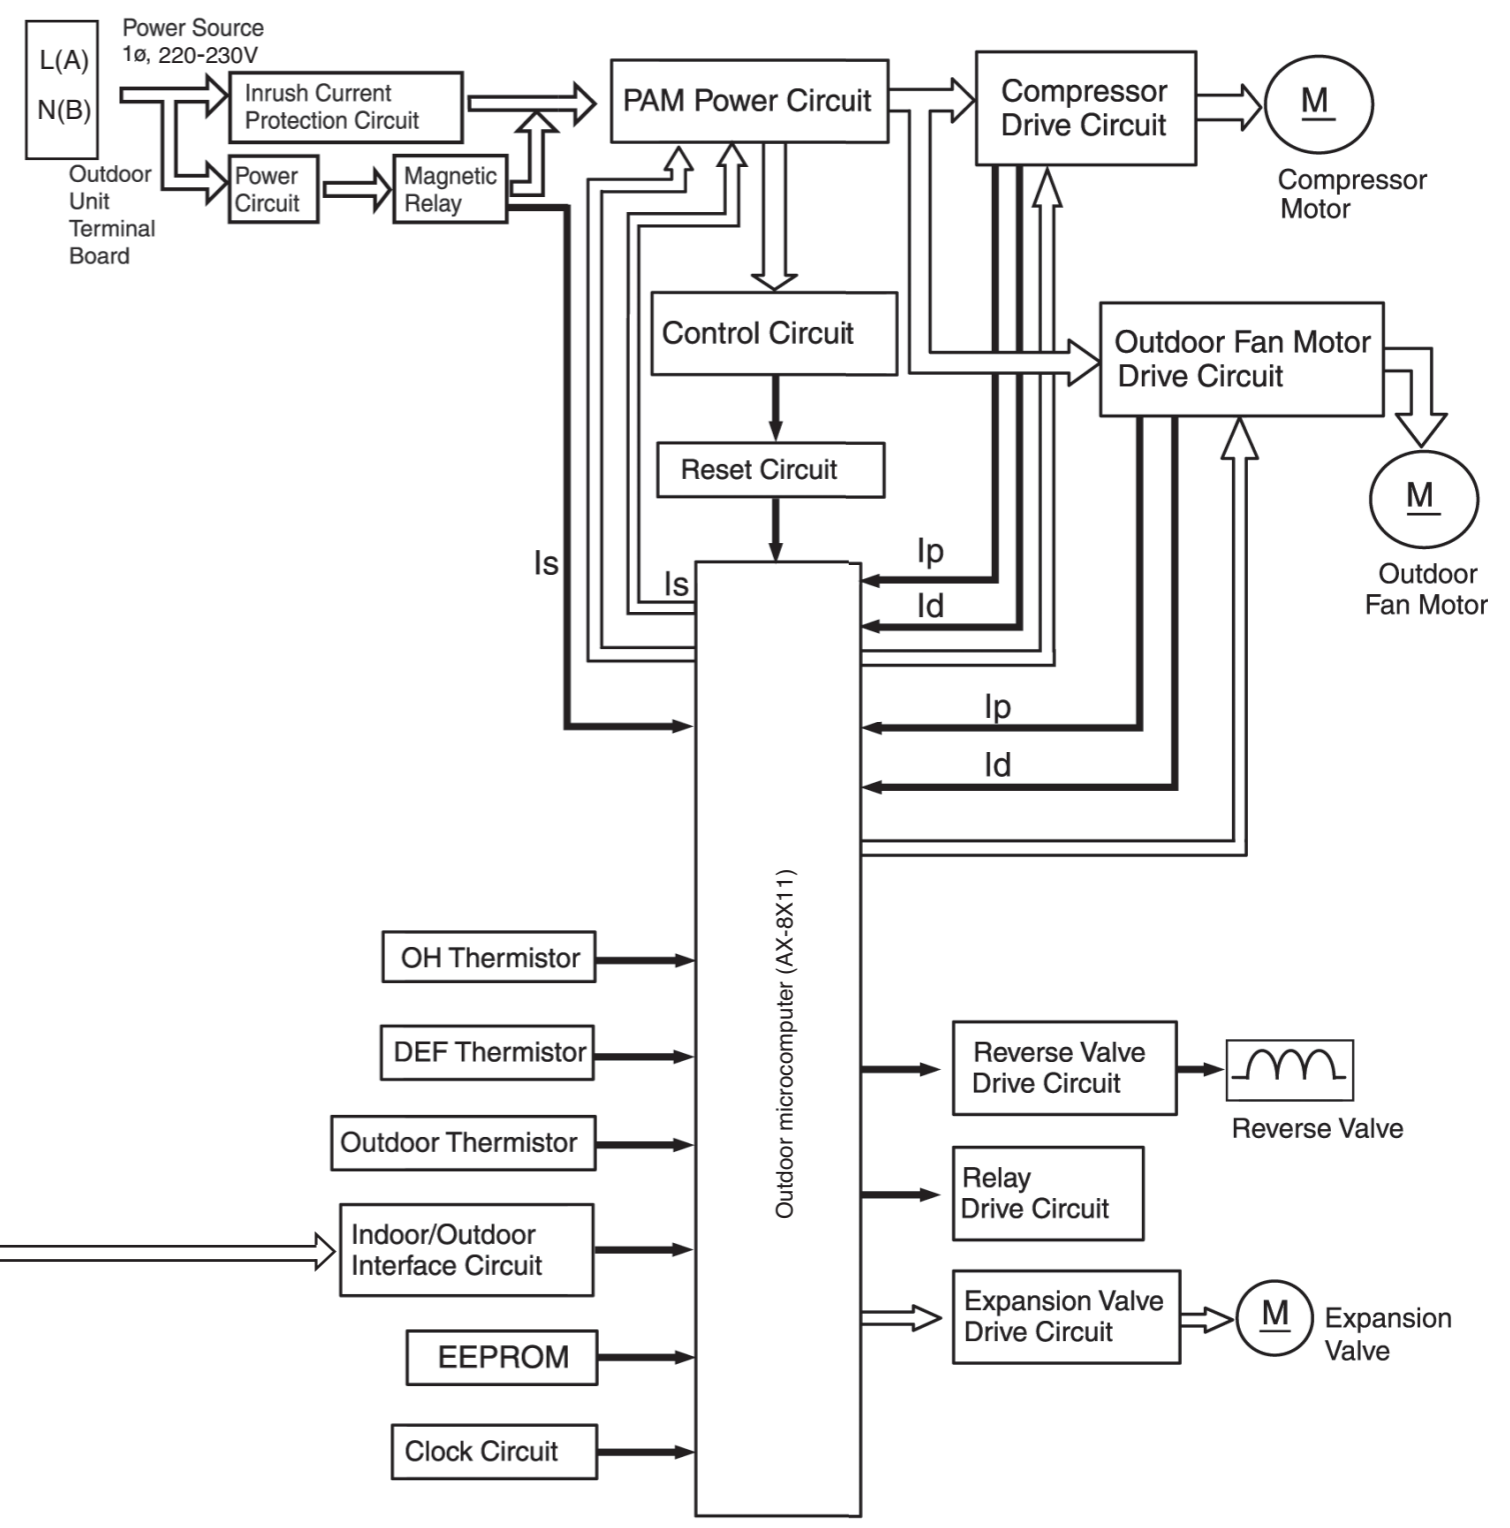 Power Source
1ø, 220-230V
L(A)
N(B)
Outdoor
Unit
Terminal
Board
Inrush Current
Protection Circuit
Power
Circuit
Magnetic
Relay
PAM Power Circuit
Compressor
Drive Circuit
M
Compressor
Motor
Control Circuit
Outdoor Fan Motor
Drive Circuit
M
Outdoor
Fan Motor
Reset Circuit
Is
Is
Ip
Id
Ip
Id
Outdoor microcomputer (AX-8X11)
OH Thermistor
DEF Thermistor
Outdoor Thermistor
Indoor/Outdoor
Interface Circuit
EEPROM
Clock Circuit
Reverse Valve
Drive Circuit
Reverse Valve
Relay
Drive Circuit
Expansion Valve
Drive Circuit
M
Expansion
Valve